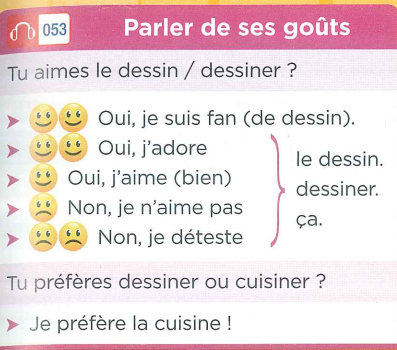 053 Parler de ses goûts
Tu aimes le dessin / dessiner ?
Oui, je suis fan (de dessin).
Oui, j'adore
Oui, j'aime (bien)
Non, je n'aime pas
Non, je déteste
le dessin.
dessiner.
ça.
Tu préfères dessiner ou cuisiner ?
Je préfère la cuisine !